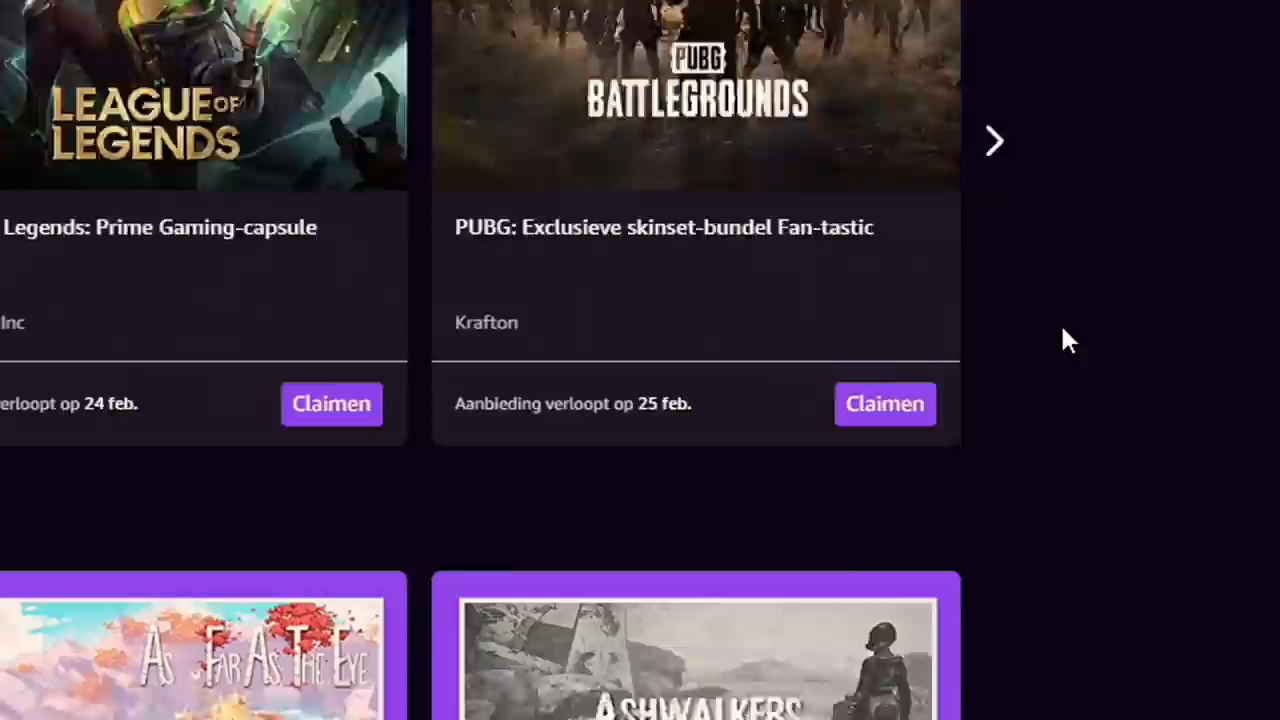 LEAGUE OF
LEGENDS
PUBG
BATTLEGROUNDS
Legends: Prime Gaming-capsule
PUBG: Exclusieve skinset-bundel Fan-tastic
Inc
Krafton
erloopt op 24 feb.
Claimen
Aanbieding verloopt op 25 feb.
Claimen
AS FAR AS THE EYE
ASHWALKERS